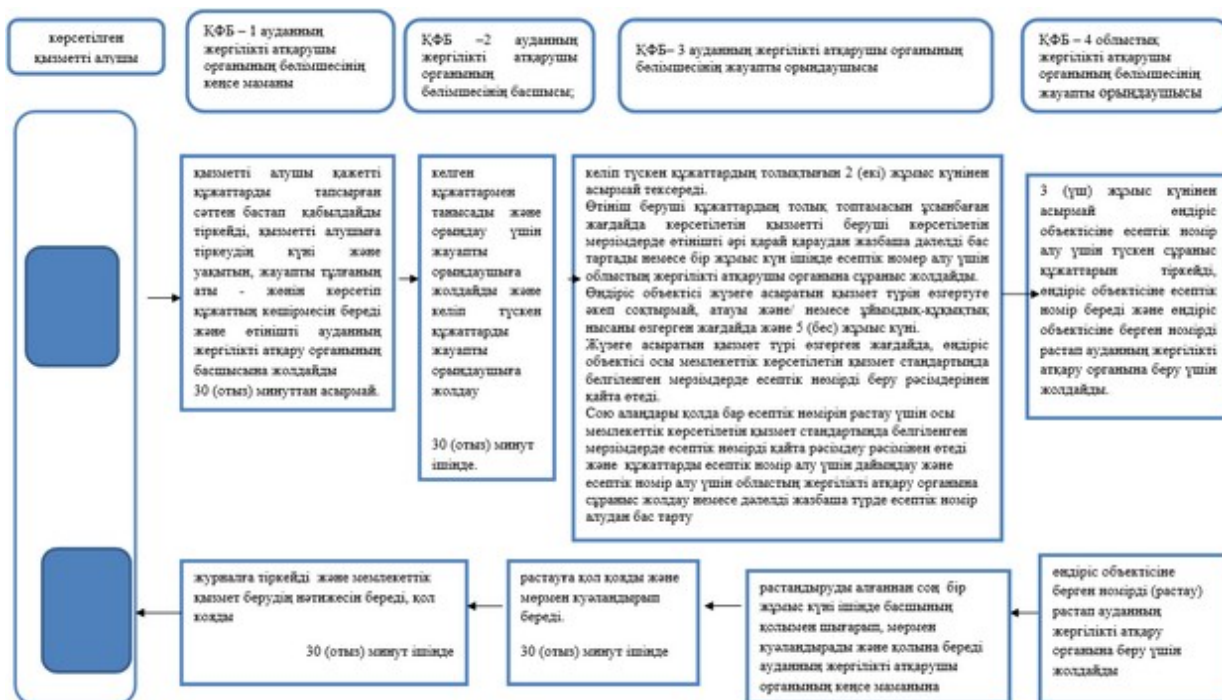 көрсетілген
қызметті алушы
ҚФБ – 1 ауданның
жергілікті атқарушы
органының бөлімшесінің
кеңсе маманы
ҚФБ –2 ауданның
жергілікті атқарушы
органының
бөлімшесінің басшысы;
ҚФБ– 3 ауданның жергілікті атқарушы органының
бөлімшесінің жауапты орындаушысы
ҚФБ – 4 облыстық
жергілікті атқарушы
органының бөлімшесінің
жауапты орындаушысы
қызметті алушы қажетті
құжаттарды тапсырған
сәттен бастап қабылдайды
тіркейді, қызметті алушыға
тіркеудің күні және
уақытын, жауапты тұлғаның
аты - жөнін көрсетіп
құжаттың көшірмесін береді
және өтінішті ауданның
жергілікті атқару органының
басшысына жолдайды
30 (отыз) минуттан асырмай.
келген
құжаттармен
танысады және
орындау үшін
жауапты
орындаушыға
жолдайды және
келіп түскен
құжаттарды
жауапты
орындаушыға
жолдау
30 (отыз) минут
ішінде.
келіп түскен құжаттардың толықтығын 2 (екі) жұмыс күнінен
асырмай тексереді.
Өтініш беруші құжаттардың толық топтамасын ұсынбаған
жағдайда көрсетілетін қызметті беруші көрсетілетін
мерзімдерде өтінішті әрі қарай қараудан жазбаша дәлелді бас
тартады немесе бір жұмыс күн ішінде есептік номер алу үшін
облыстың жергілікті атқарушы органына сұраныс жолдайды.
Өндіріс объектісі жүзеге асыратын қызмет түрін өзгертуге
әкеп соқтырмай, атауы және/ немесе ұйымдық-құқықтық
нысаны өзгерген жағдайда және 5 (бес) жұмыс күні.
Жүзеге асыратын қызмет түрі өзгерген жағдайда, өндіріс
объектісі осы мемлекеттік көрсетілетін қызмет стандартында
белгіленген мерзімдерде есептік нөмірді беру рәсімдерінен
қайта өтеді.
Сою алаңдары қолда бар есептік нөмірін растау үшін осы
мемлекеттік көрсетілетін қызмет стандартында белгіленген
мерзімдерде есептік нөмірді қайта рәсімдеу рәсімінен өтеді
және құжаттарды есептік номір алу үшін дайындау және
есептік номір алу үшін облыстың жергілікті атқару органына
сұраныс жолдау немесе дәлелді жазбаша түрде есептік номір
алудан бас тарту
3 (үш) жұмыс күнінен
асырмай өндіріс
объектісіне есептік номір
алу үшін түскен сұраныс
құжаттарын тіркейді,
өндіріс объектісіне есептік
номір береді және өндіріс
объектісіне берген номірді
растап ауданның жергілікті
атқару органына беру үшін
жолдайды.
журналға тіркейді және мемлекеттік
қызмет берудің нәтижесін береді, қол
қояды
30 (отыз) минут ішінде
растауға қол қояды және
мөрмен куәландырып
береді.
30 (отыз) минут ішінде
растандыруды алғаннан соң бір
жұмыс күні ішінде басшының
қолымен шығарып, мөрмен
куәландырады және қолына береді
ауданның жергілікті атқарушы
органының кеңсе маманына
өндіріс объектісіне
берген номірді (растау)
растап ауданның
жергілікті атқару
органына беру үшін
жолдайды